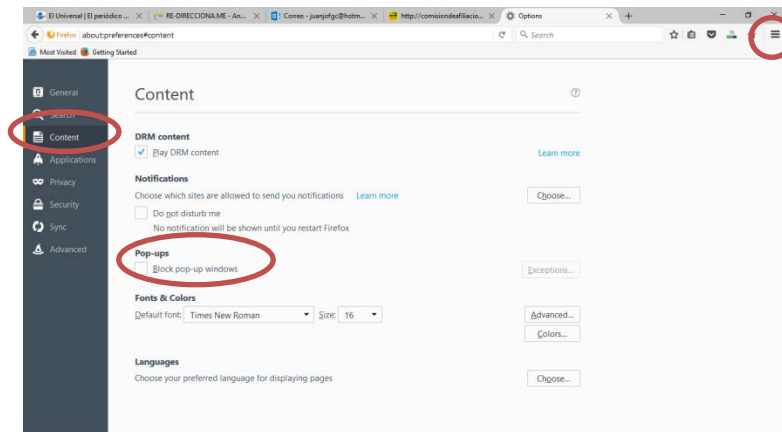 El Universal | El periódico ...
RE-DIRECCIONA.ME - An...
Correo - juanjofgc@hotm...
http://comisiondeafiliacio...
Options
Firefox about:preferences#content
Search
Most Visited Getting Started
General
Search
Content
Applications
Privacy
Security
Sync
Advanced
Content
DRM content
Play DRM content
Learn more
Notifications
Choose which sites are allowed to send you notifications Learn more
Choose...
Do not disturb me
No notification will be shown until you restart Firefox
Pop-ups
Block pop-up windows
Exceptions...
Fonts & Colors
Default font: Times New Roman Size: 16
Advanced...
Colors...
Languages
Choose your preferred language for displaying pages
Choose...